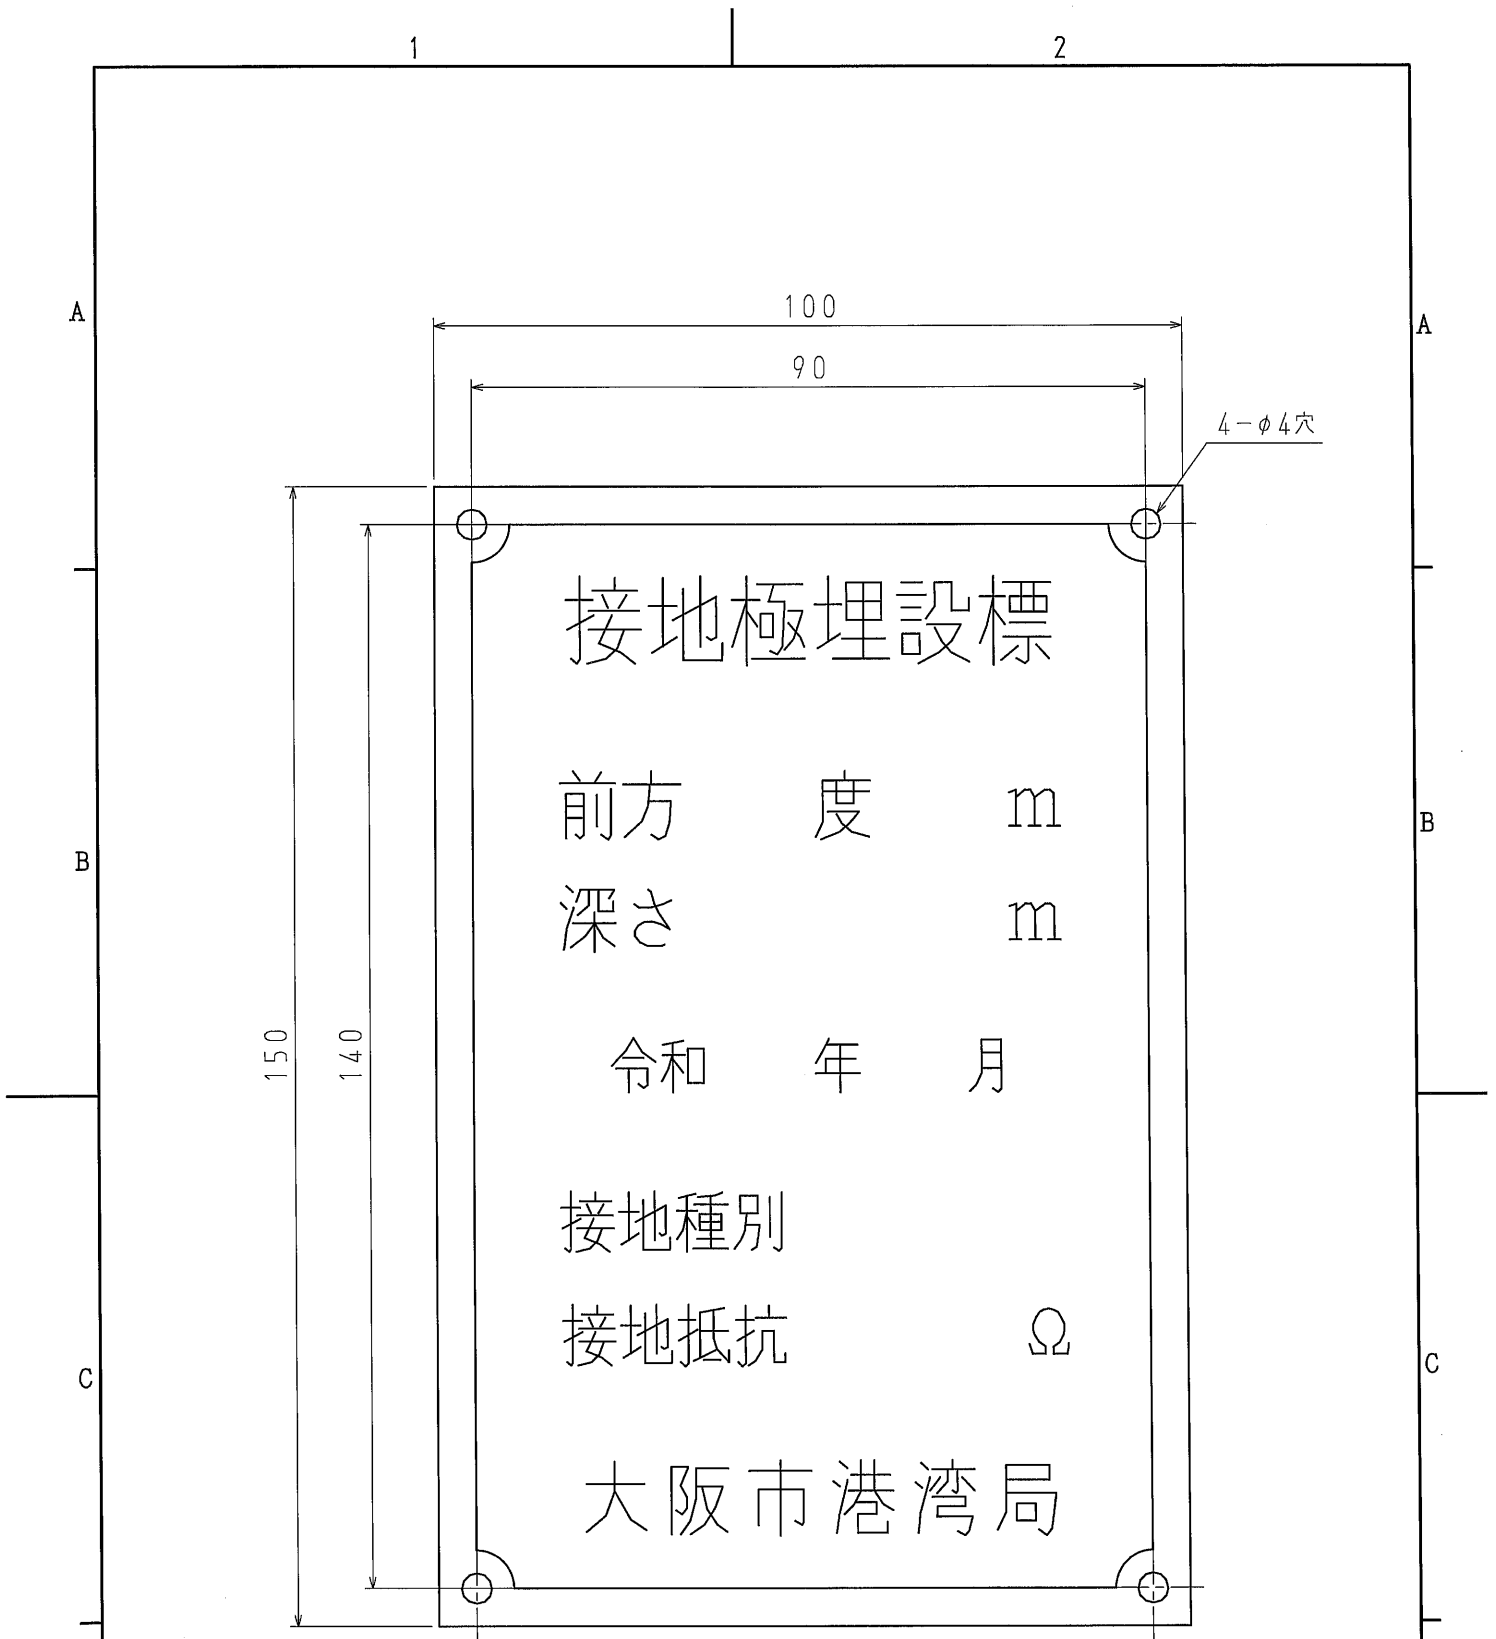 1 2
A
100
A
90
4-φ4穴
接地極埋設標
前方 度 m
B
B
深さ m
150
140
令和 年 月
接地種別
接地抵抗 Ω
C
C
大阪市港湾局